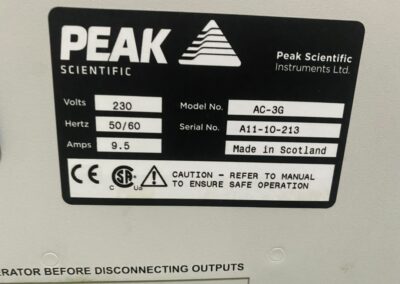 PEAK
SCIENTIFIC
Peak Scientific
Instruments Ltd.
Volts 230
Model No. AC-3G
Hertz 50/60
Serial No. A11-10-213
Amps 9.5
Made in Scotland
CE
C US
CAUTION - REFER TO MANUAL
TO ENSURE SAFE OPERATION
ERATOR BEFORE DISCONNECTING OUTPUTS